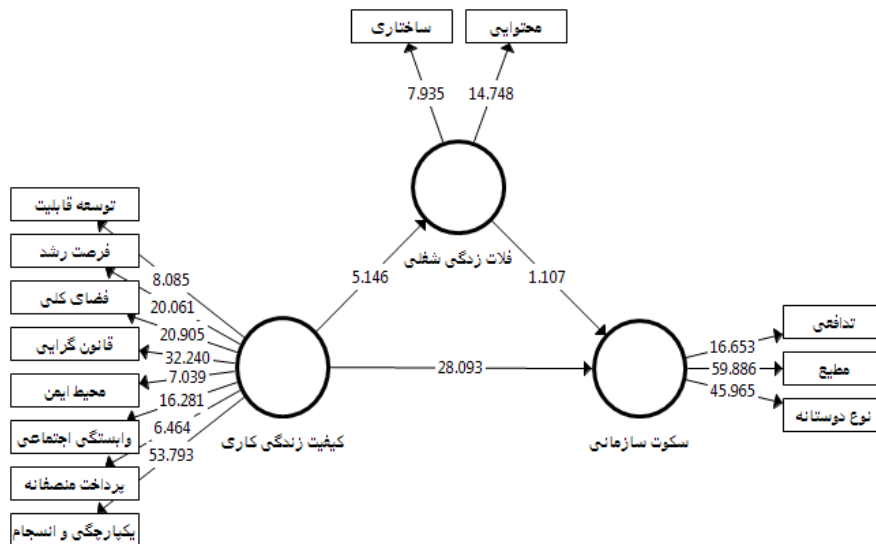 ساختاری
محتوایی
7.935
14.748
فلات زدگی شغلی
5.146
1.107
توسعه قابلیت
فرصت رشد
فضای کلی
قانون گرایی
محیط ایمن
وابستگی اجتماعی
پرداخت منصفانه
یکپارچگی و انسجام
8.085
20.061
20.905
32.240
7.039
16.281
6.464
53.793
کیفیت زندگی کاری
28.093
سکوت سازمانی
16.653
59.886
45.965
تدافعی
مطیع
نوع دوستانه